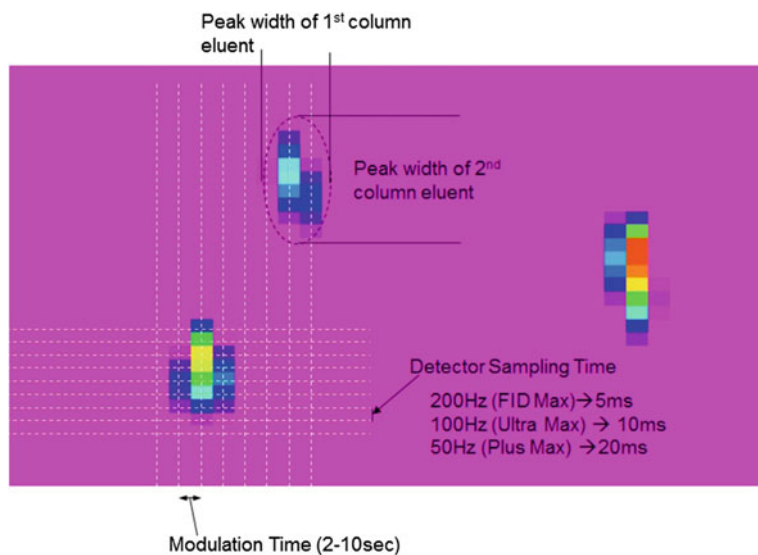 Peak width of 1st column
eluent
Peak width of 2nd
column eluent
Detector Sampling Time
200Hz (FID Max)→5ms
100Hz (Ultra Max) → 10ms
50Hz (Plus Max) →20ms
Modulation Time (2-10sec)